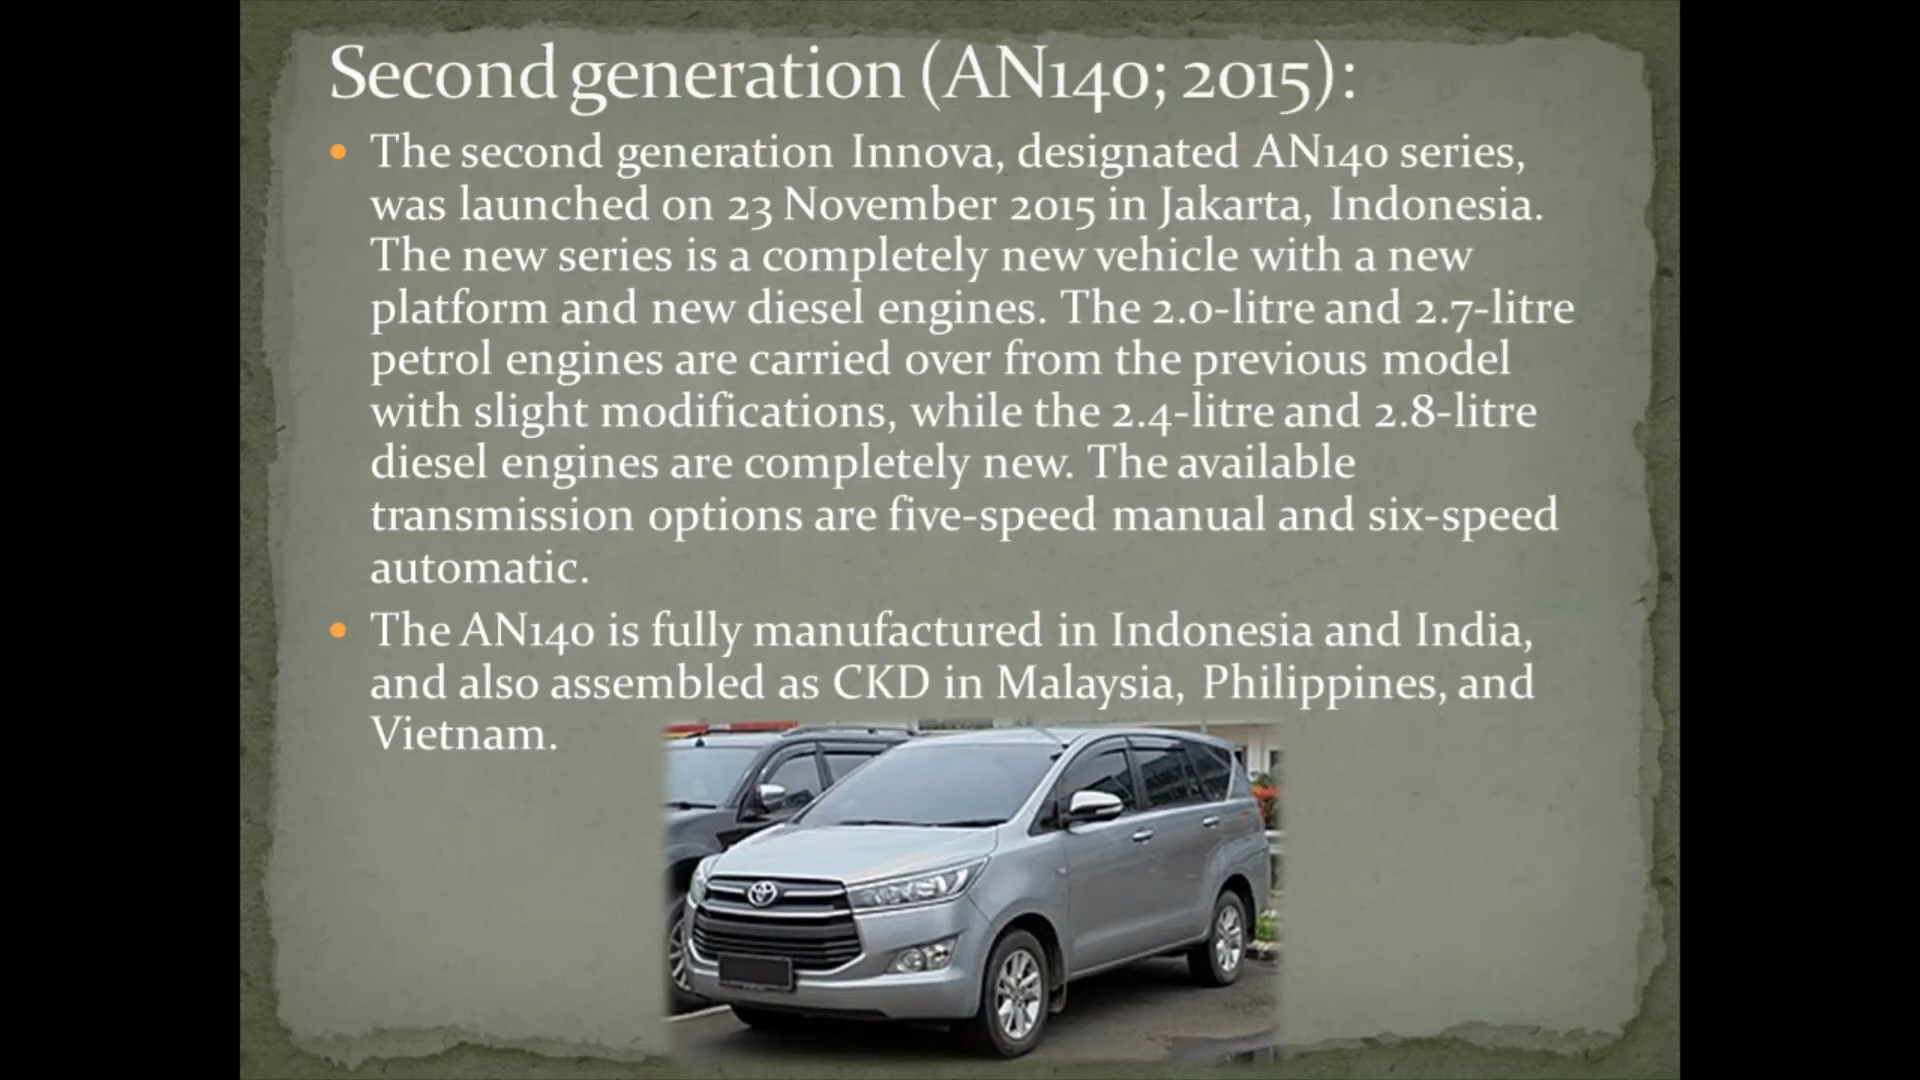 Second generation (AN140; 2015):
• The second generation Innova, designated AN140 series,
was launched on 23 November 2015 in Jakarta, Indonesia.
The new series is a completely new vehicle with a new
platform and new diesel engines. The 2.0-litre and 2.7-litre
petrol engines are carried over from the previous model
with slight modifications, while the 2.4-litre and 2.8-litre
diesel engines are completely new. The available
transmission options are five-speed manual and six-speed
automatic.
• The AN140 is fully manufactured in Indonesia and India,
and also assembled as CKD in Malaysia, Philippines, and
Vietnam.